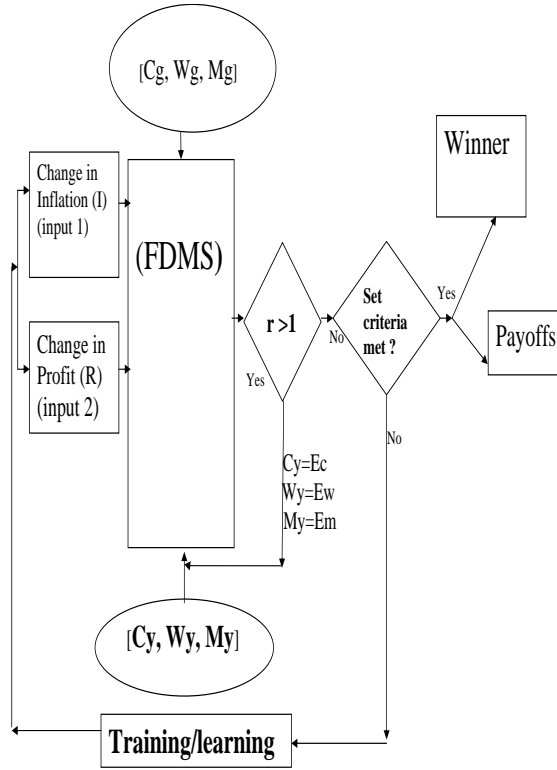 [Cg, Wg, Mg]
Winner
Change in
Inflation (I)
(input 1)
(FDMS)
r >1
Set
criteria
met ?
Yes
No
Payoffs
Change in
Profit (R)
(input 2)
Yes
No
Cy=Ec
Wy=Ew
My=Em
[Cy, Wy, My]
Training/learning